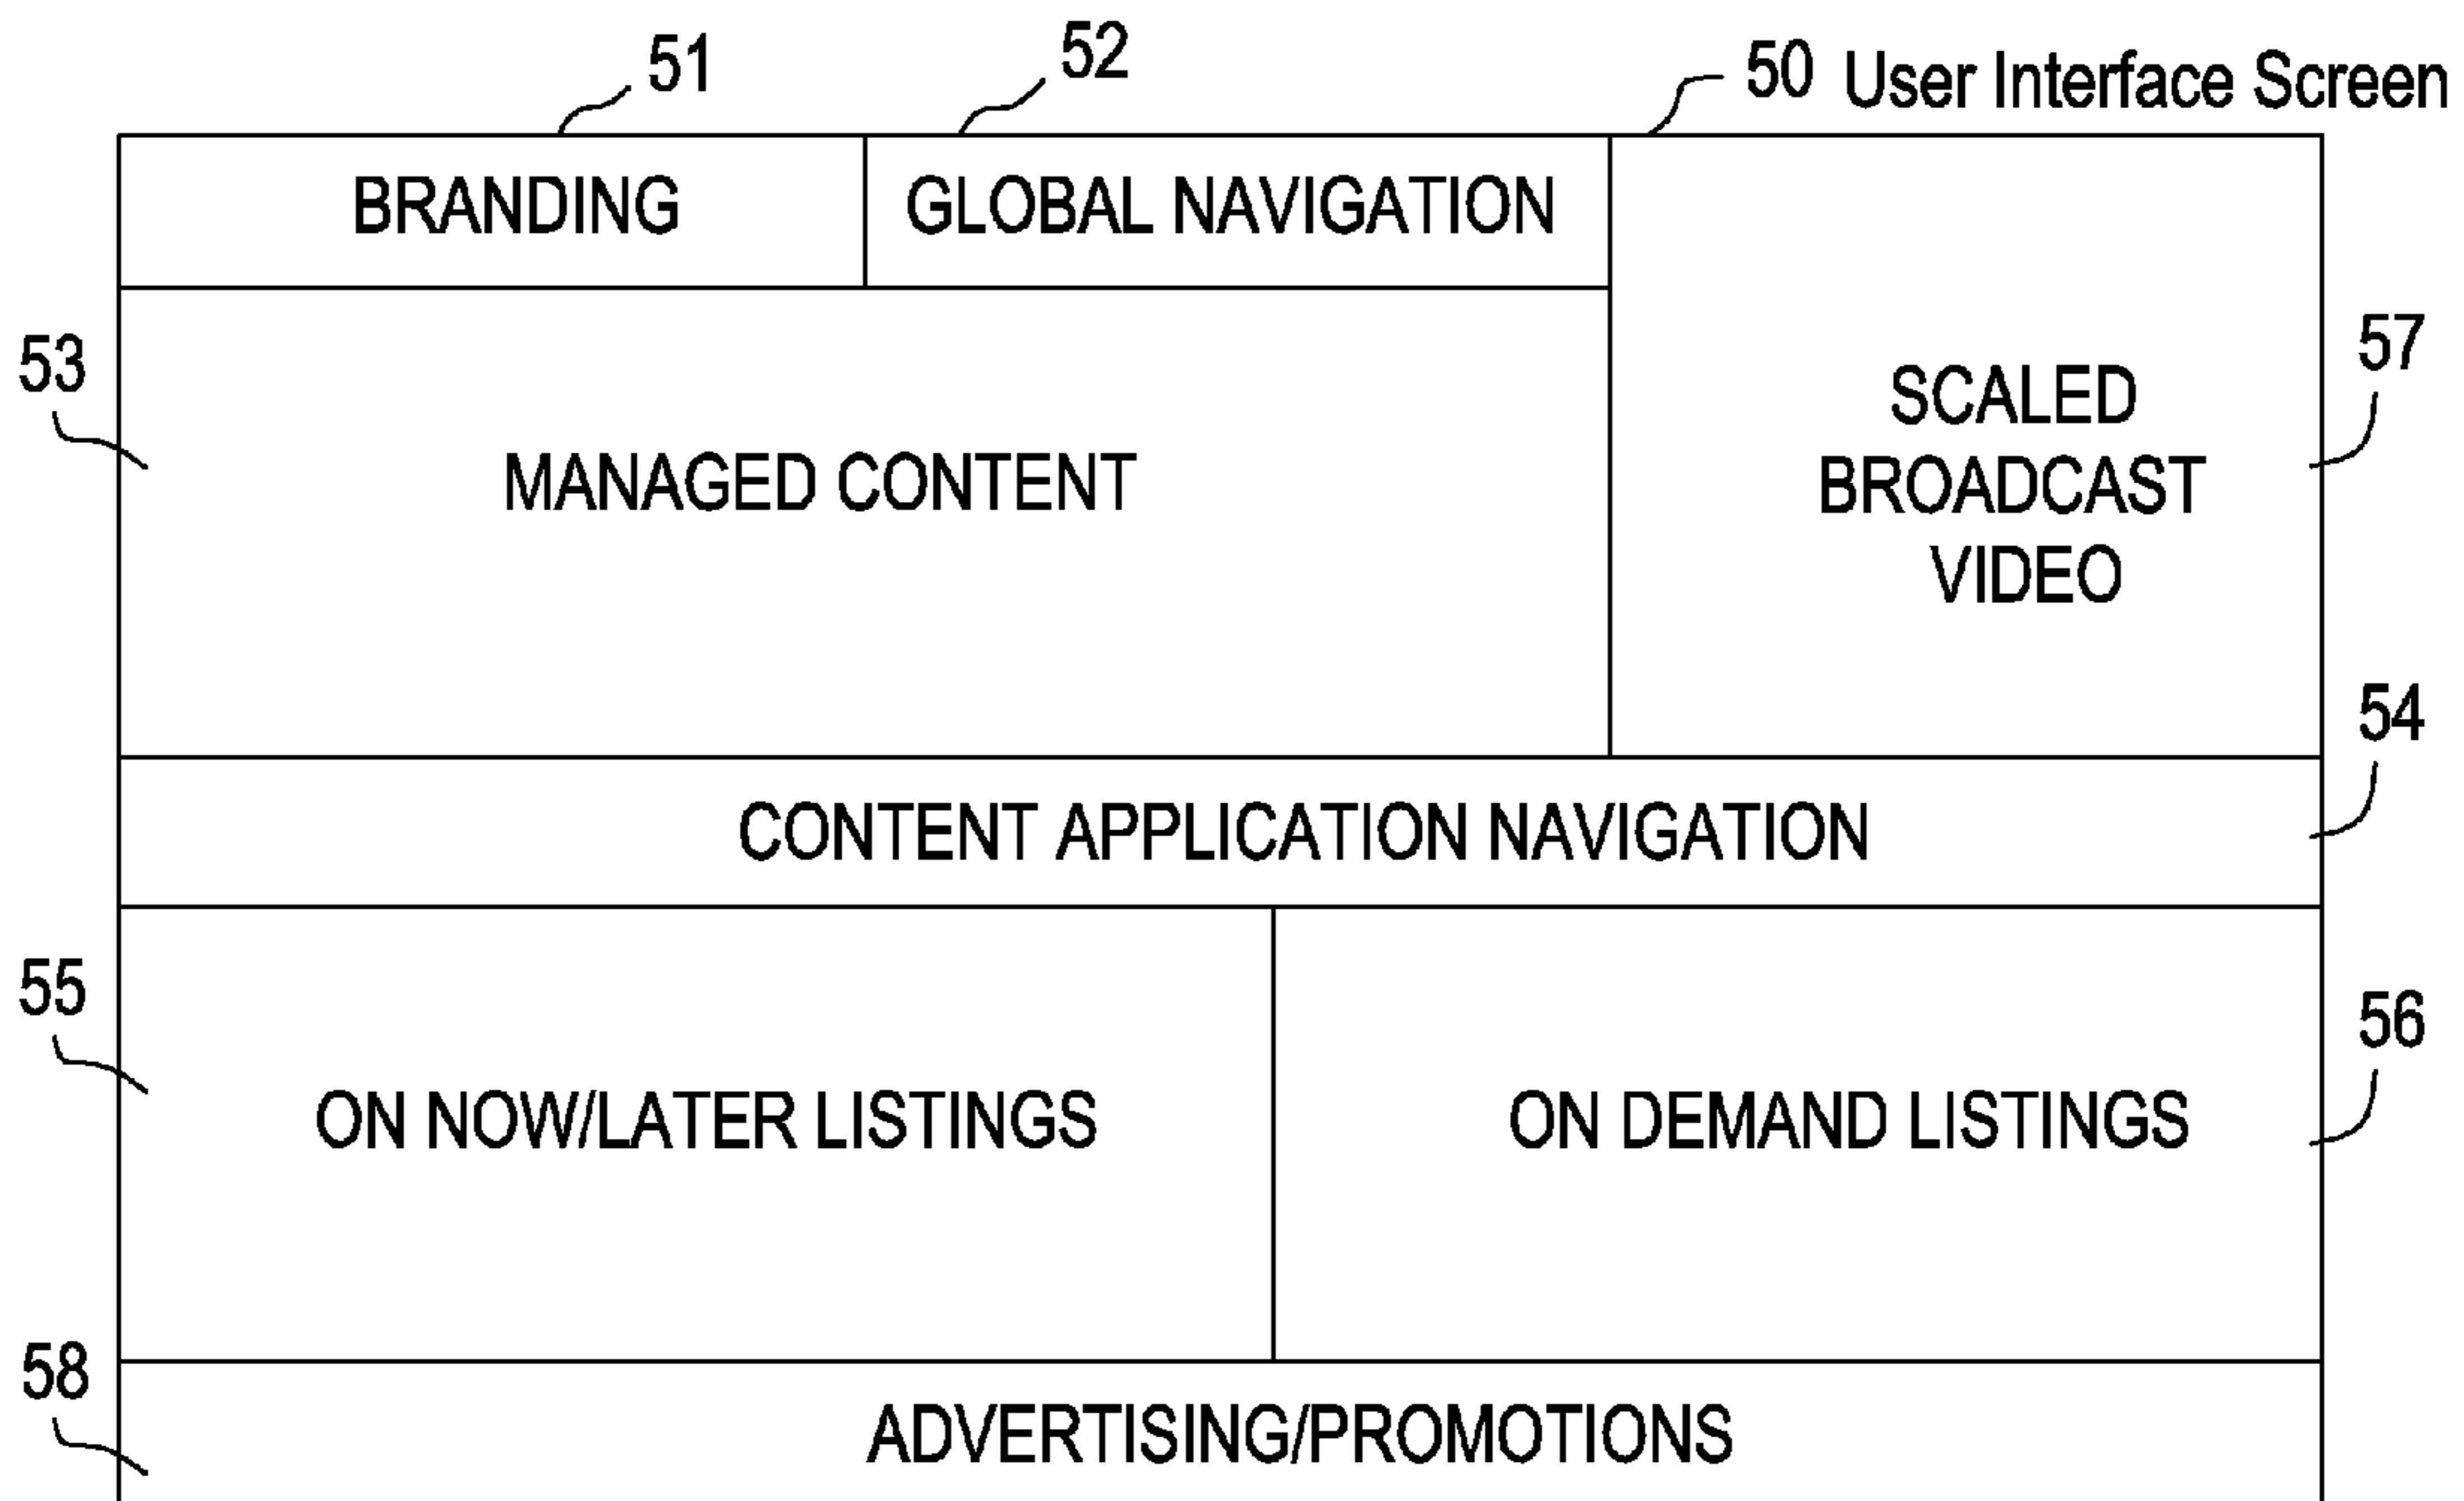 51
52
50 User Interface Screen
BRANDING
GLOBAL NAVIGATION
53
MANAGED CONTENT
SCALED
BROADCAST
VIDEO
57
54
CONTENT APPLICATION NAVIGATION
55
ON NOW/LATER LISTINGS
ON DEMAND LISTINGS
56
58
ADVERTISING/PROMOTIONS